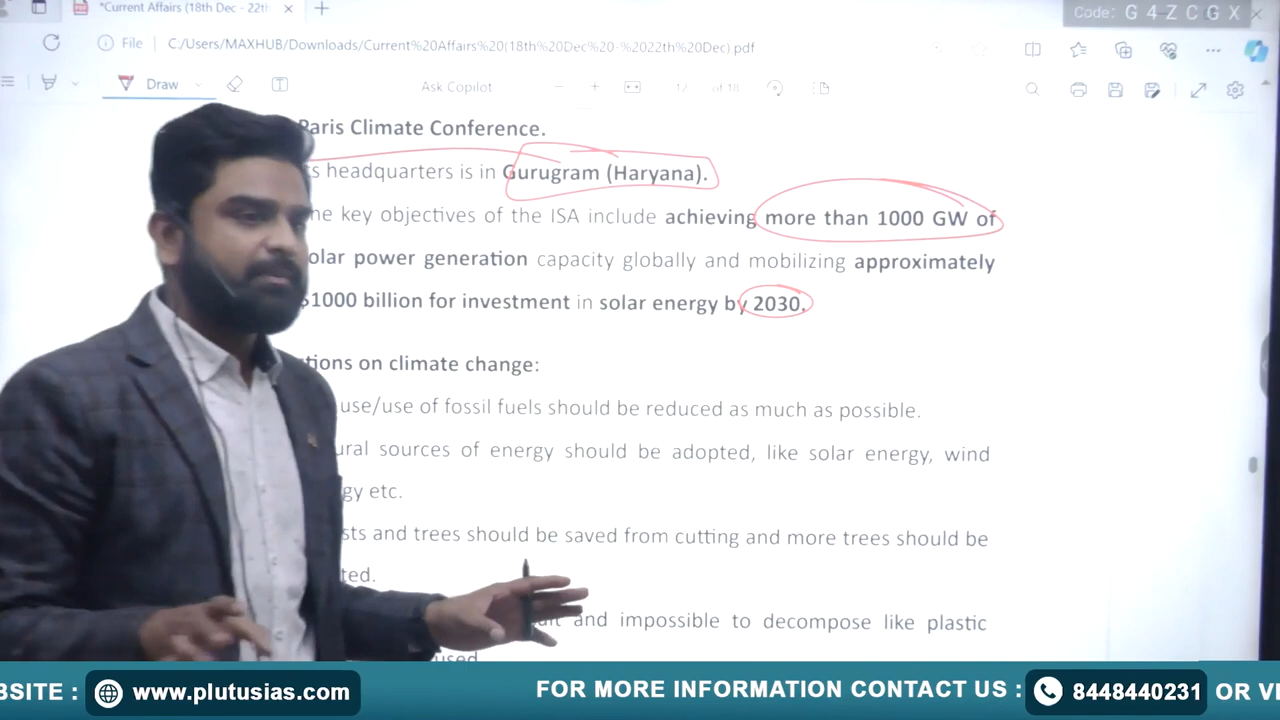 *Current Affairs (18th Dec - 22th
Code: G 4 Z C G X
File C:/Users/MAXHUB/Downloads/Current%20Affairs%20(18th%20Dec%20-%2022th%20Dec).pdf
Draw Ask Copilot 12 of 18
Paris Climate Conference.
ts headquarters is in Gurugram (Haryana).
he key objectives of the ISA include achieving more than 1000 GW of
olar power generation capacity globally and mobilizing approximately
$1000 billion for investment in solar energy by 2030.
tions on climate change:
use/use of fossil fuels should be reduced as much as possible.
ural sources of energy should be adopted, like solar energy, wind
gy etc.
sts and trees should be saved from cutting and more trees should be
ted.
and impossible to decompose like plastic
used
BSITE : www.plutusias.com FOR MORE INFORMATION CONTACT US : 8448440231 OR VI